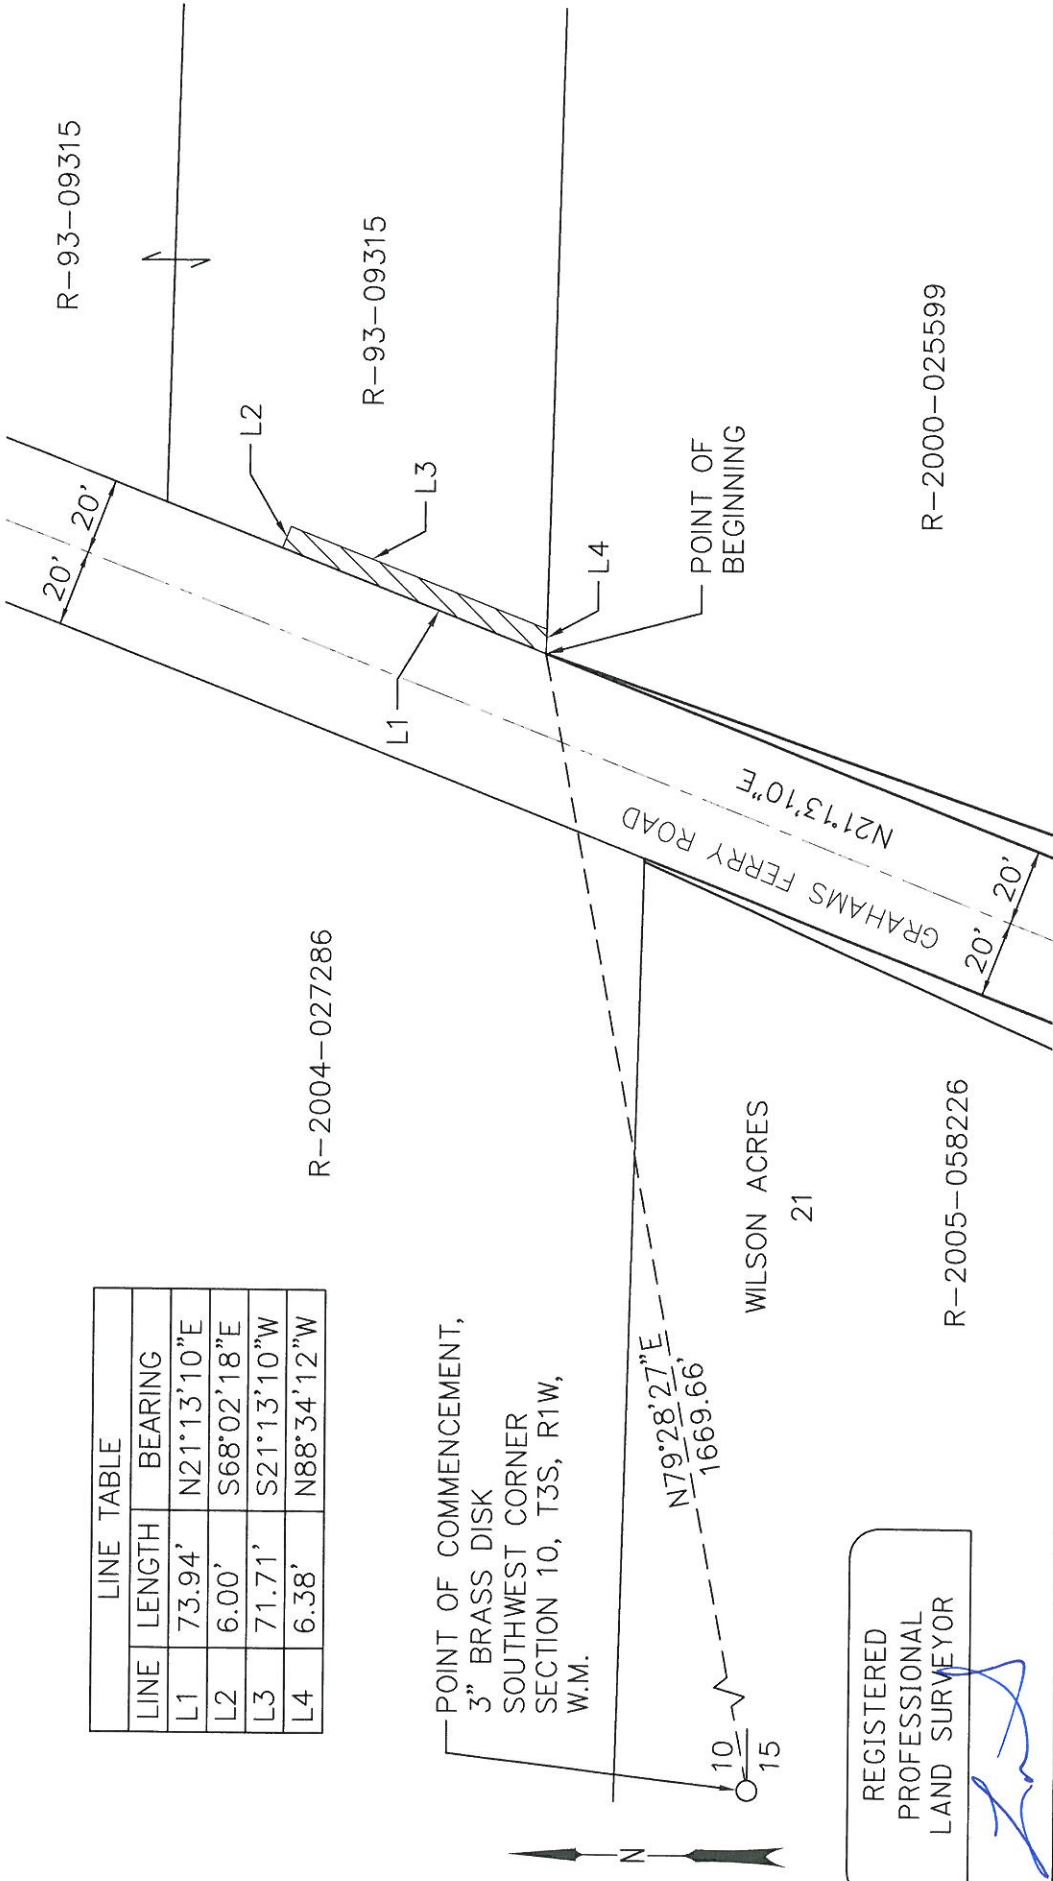 LINE TABLE
LINE LENGTH BEARING
L1 73.94' N21°13'10"E
L2 6.00' S68°02'18"E
L3 71.71' S21°13'10"W
L4 6.38' N88°34'12"W
R-93-09315
20' 20'
L2
R-93-09315
L3
L1
R-2004-027286
L4
POINT OF
BEGINNING
POINT OF COMMENCEMENT,
3" BRASS DISK
SOUTHWEST CORNER
SECTION 10, T3S, R1W,
W.M.
N79°28'27"E
1669.66'
10
15
WILSON ACRES
21
GRAHAMS FERRY ROAD
N21°13'10"E
R-2000-025599
20' 20'
R-2005-058226
N
REGISTERED
PROFESSIONAL
LAND SURVEYOR